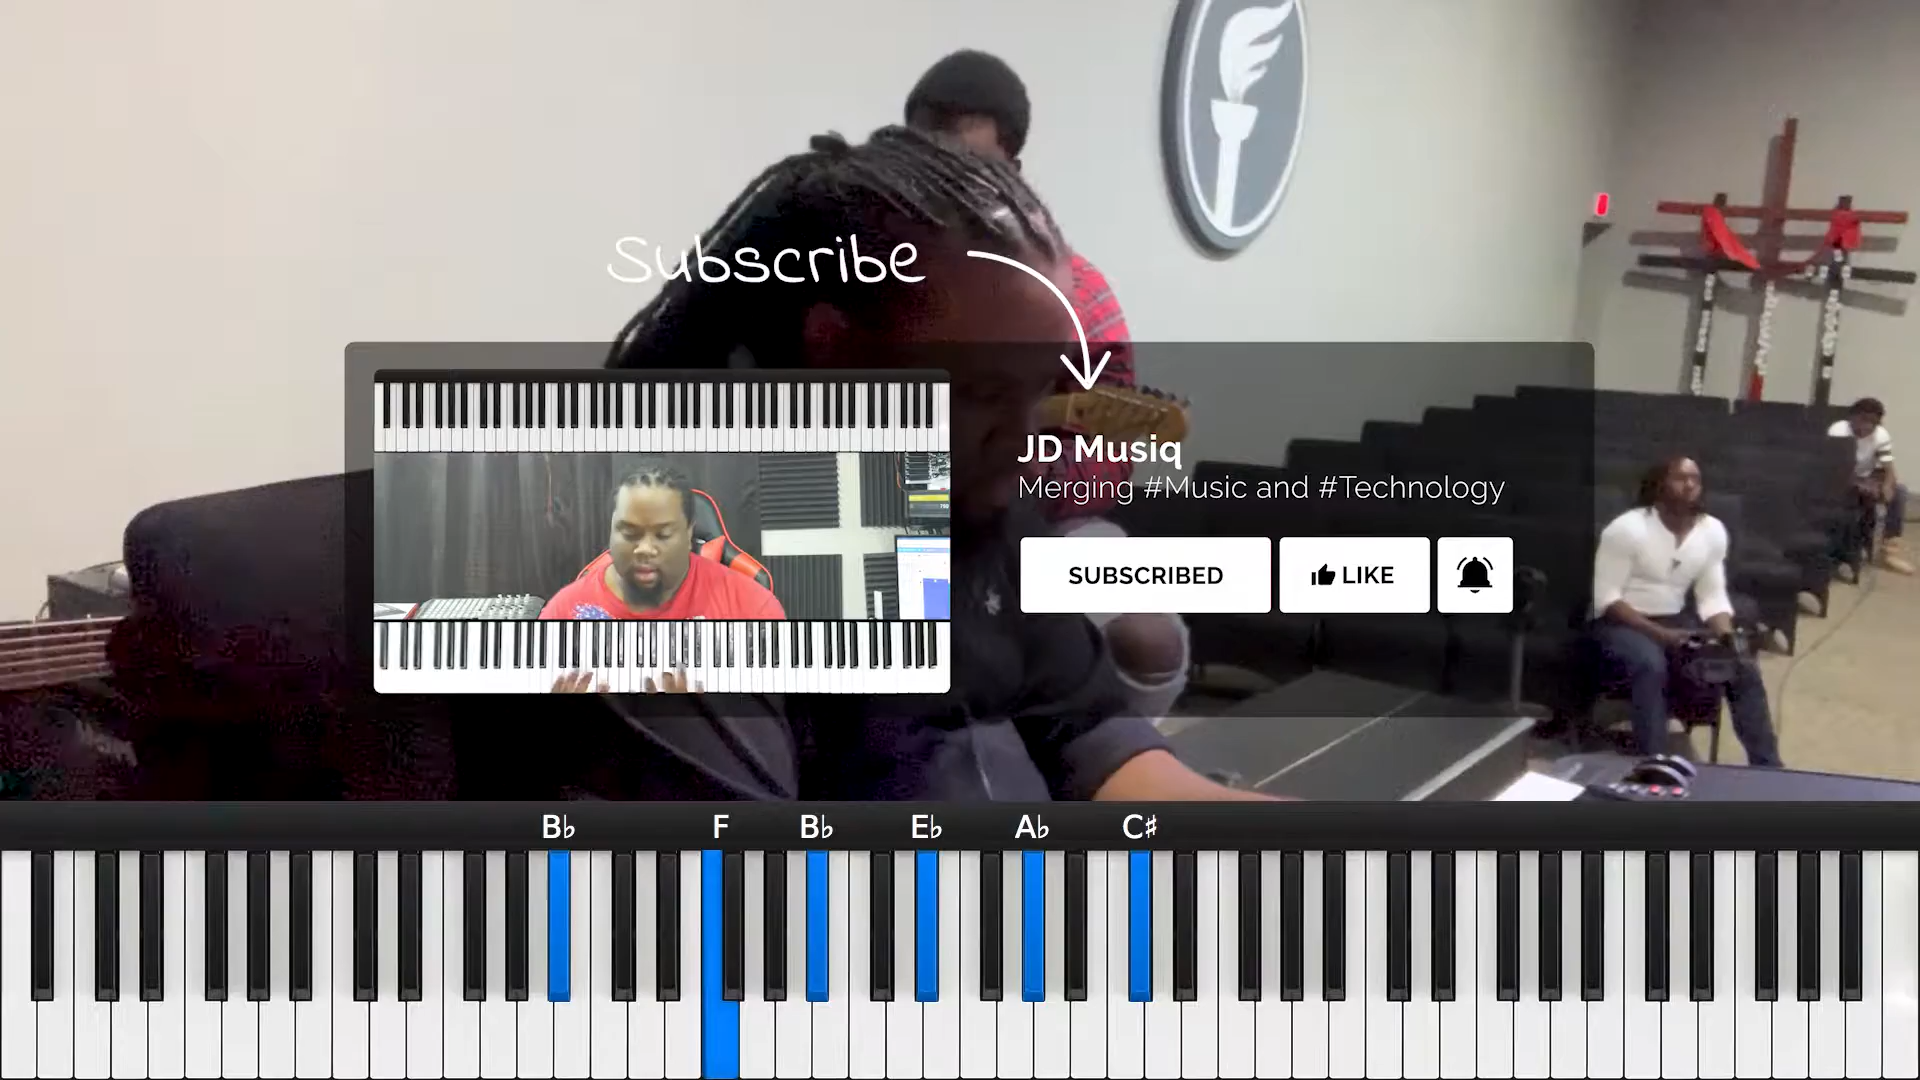 Subscribe
JD Musiq
Merging #Music and #Technology
SUBSCRIBED
LIKE
B♭ F B♭ E♭ A♭ C♯